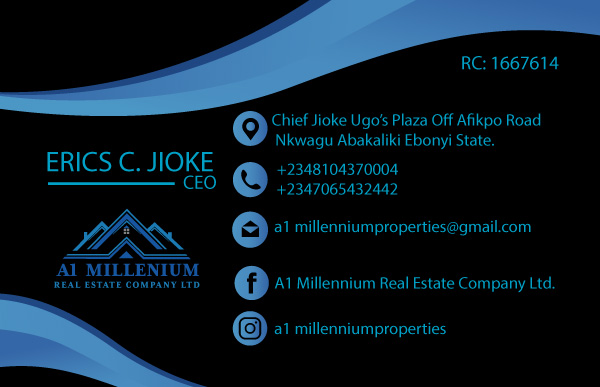 RC: 1667614
Chief Jioke Ugo's Plaza Off Afikpo Road
Nkwagu Abakaliki Ebonyi State.
ERICS C. JIOKE
CEO
+2348104370004
+2347065432442
a1 millenniumproperties@gmail.com
A1 MILLENIUM
REAL ESTATE COMPANY LTD
A1 Millennium Real Estate Company Ltd.
a1 millenniumproperties